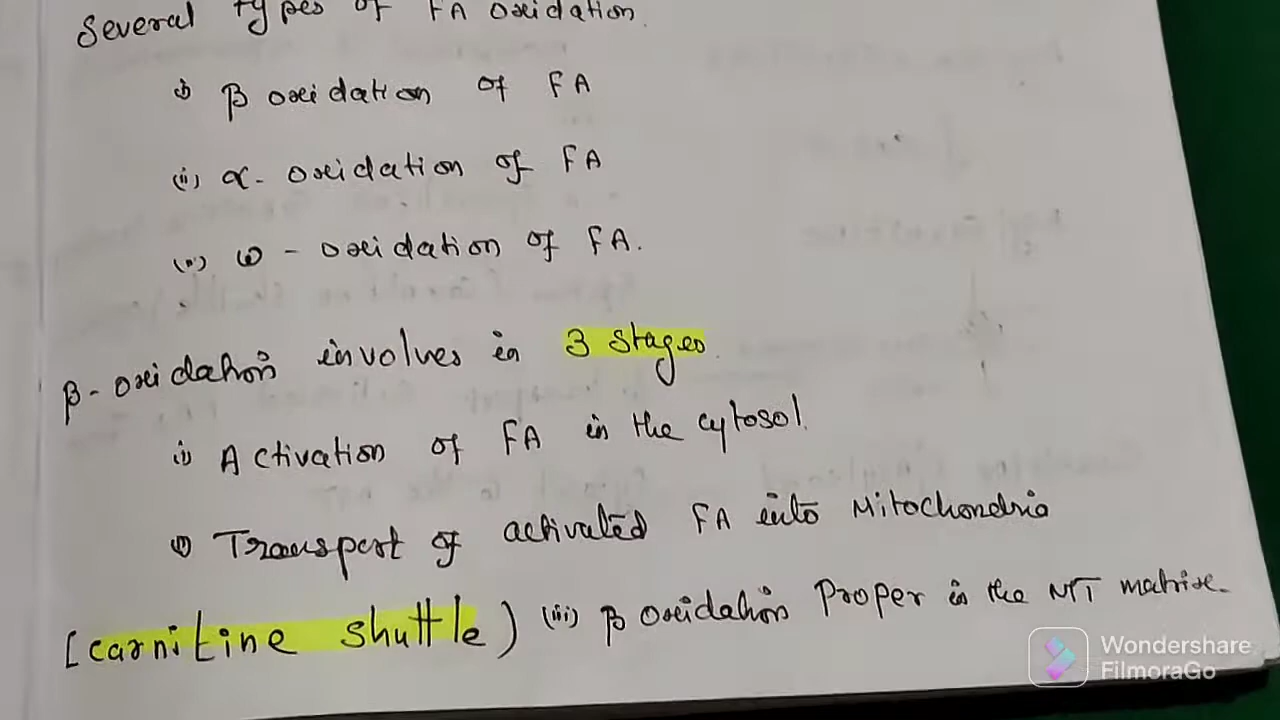 Several types of FA oxidation.
(i) β oxidation of FA
(ii) α- oxidation of FA
(iii) ω - oxidation of FA.
β-oxidation involves in 3 stages.
(i) Activation of FA in the cytosol.
(ii) Transport of activated FA into Mitochondria
[carnitine shuttle) (iii) β oxidation Proper in the MT matrix.
Wondershare
FilmoraGo